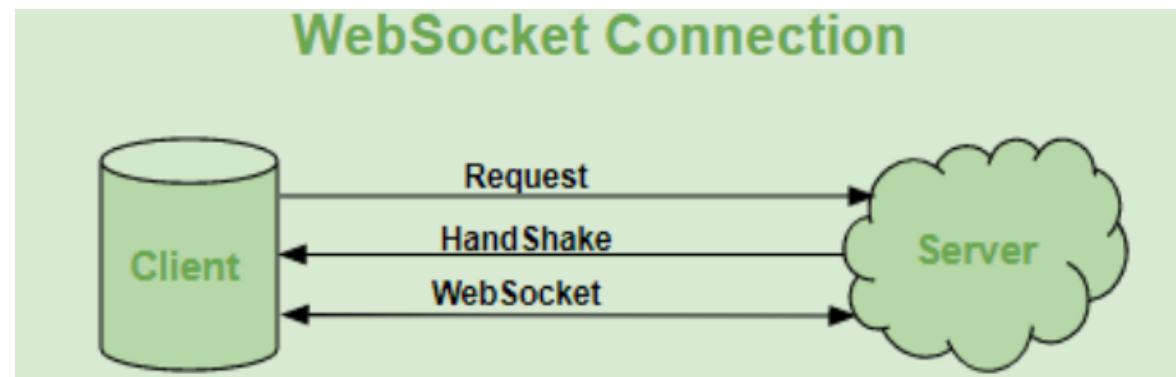 WebSocket Connection
Request
HandShake
WebSocket
Client
Server